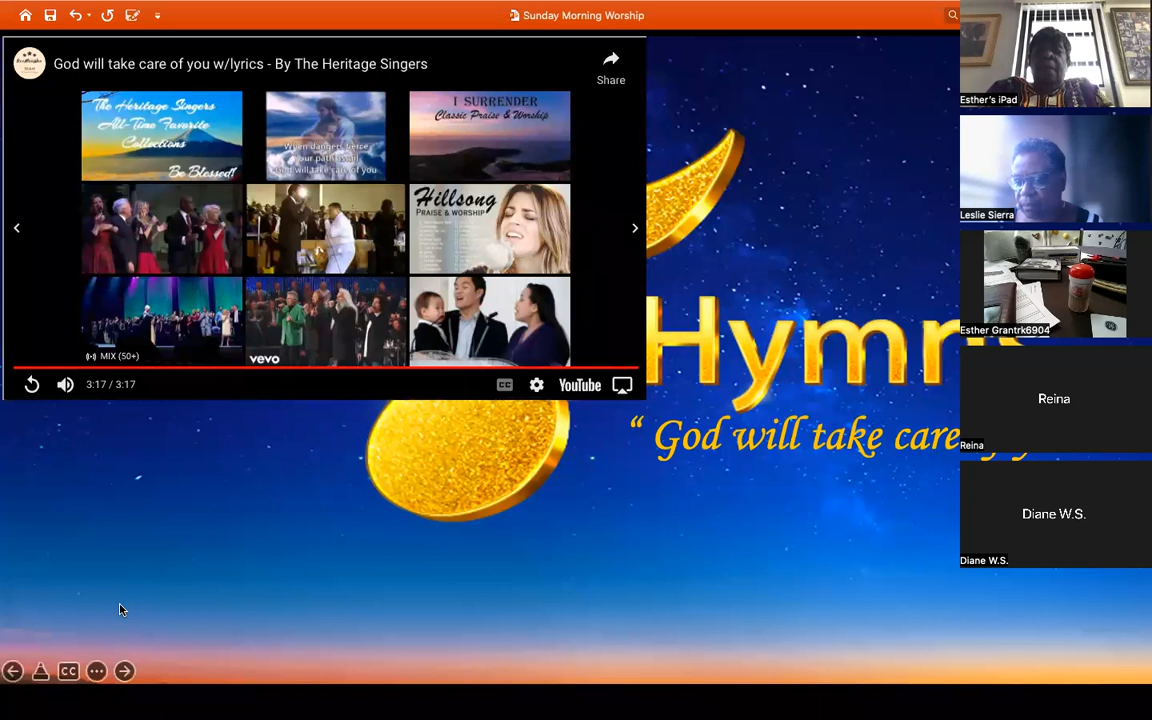 Sunday Morning Worship
God will take care of you w/lyrics - By The Heritage Singers
Share
The Heritage Singers
All-Time Favorite
Collections
Be Blessed!
When dangers fierce
your path assail
God will take care of you
I SURRENDER
Classic Praise & Worship
Hillsong
PRAISE & WORSHIP
MIX (50+)
vevo
3:17 / 3:17
CC
YouTube
Hymn
“ God will take care
CC
Esther's iPad
Leslie Sierra
Esther Grantrk6904
Reina
Reina
Diane W.S.
Diane W.S.